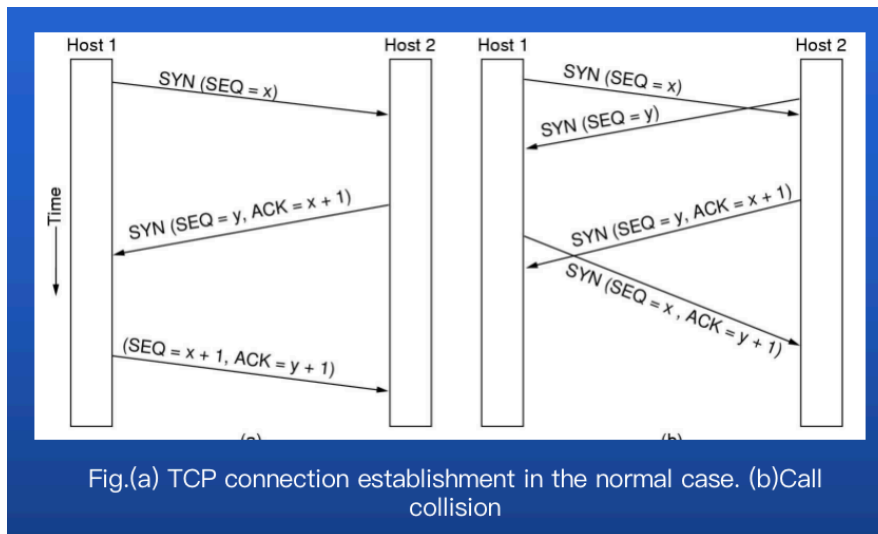 Host 1
Host 2
Time
SYN (SEQ = x)
SYN (SEQ = y, ACK = x + 1)
(SEQ = x + 1, ACK = y + 1)
Host 1
Host 2
SYN (SEQ = x)
SYN (SEQ = y)
SYN (SEQ = y, ACK = x + 1)
SYN (SEQ = x , ACK = y + 1)
(a)
(b)
Fig.(a) TCP connection establishment in the normal case. (b)Call
collision